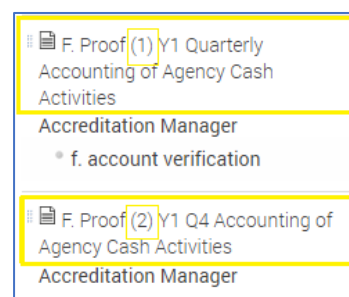 F. Proof (1) Y1 Quarterly
Accounting of Agency Cash
Activities
Accreditation Manager
f. account verification
F. Proof (2) Y1 Q4 Accounting of
Agency Cash Activities
Accreditation Manager